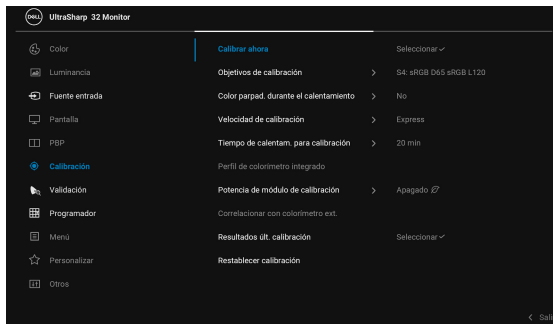 DELL UltraSharp 32 Monitor
Color
Luminancia
Fuente entrada
Pantalla
PBP
Calibración
Validación
Programador
Menú
Personalizar
Otros
Calibrar ahora Seleccionar
Objetivos de calibración S4: sRGB D65 sRGB L120
Color parpad. durante el calentamiento No
Velocidad de calibración Express
Tiempo de calentam. para calibración 20 min
Perfil de colorímetro integrado
Potencia de módulo de calibración Apagado
Correlacionar con colorímetro ext.
Resultados últ. calibración Seleccionar
Restablecer calibración